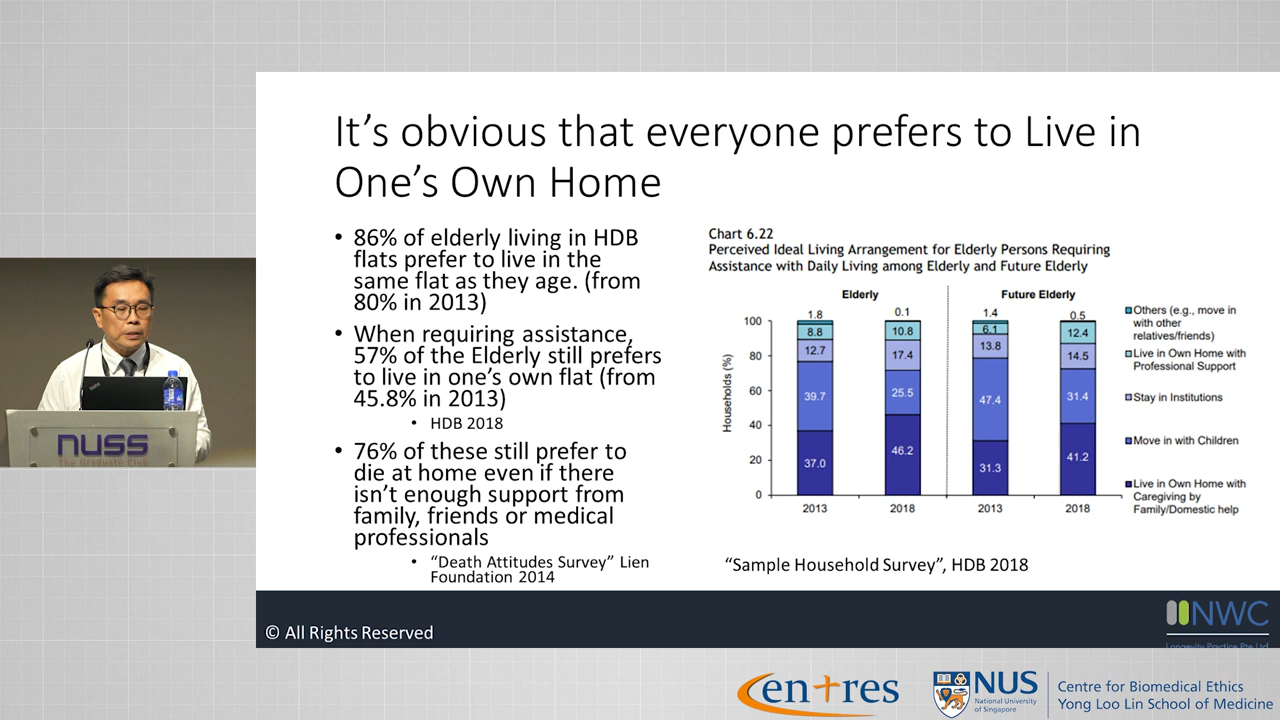 It's obvious that everyone prefers to Live in
One's Own Home
• 86% of elderly living in HDB
flats prefer to live in the
same flat as they age. (from
80% in 2013)
• When requiring assistance,
57% of the Elderly still prefers
to live in one's own flat (from
45.8% in 2013)
• HDB 2018
• 76% of these still prefer to
die at home even if there
isn't enough support from
family, friends or medical
professionals
• "Death Attitudes Survey" Lien
Foundation 2014
Chart 6.22
Perceived Ideal Living Arrangement for Elderly Persons Requiring
Assistance with Daily Living among Elderly and Future Elderly
Elderly
Future Elderly
Households (%)
100
80
60
40
20
0
1.8
8.8
12.7
39.7
37.0
2013
0.1
10.8
17.4
25.5
46.2
2018
1.4
6.1
13.8
47.4
31.3
2013
0.5
12.4
14.5
31.4
41.2
2018
Others (e.g., move in
with other
relatives/friends)
Live in Own Home with
Professional Support
Stay in Institutions
Move in with Children
Live in Own Home with
Caregiving by
Family/Domestic help
"Sample Household Survey", HDB 2018
nuss
The Graduate Club
© All Rights Reserved
NWC
Longevity Practice Pte Ltd
Centres
NUS
National University
of Singapore
Centre for Biomedical Ethics
Yong Loo Lin School of Medicine